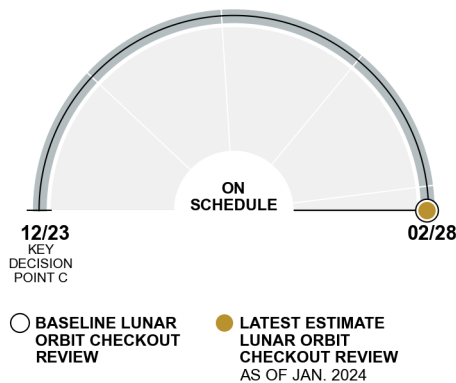 ON
SCHEDULE
12/23
KEY
DECISION
POINT C
02/28
BASELINE LUNAR
ORBIT CHECKOUT
REVIEW
LATEST ESTIMATE
LUNAR ORBIT
CHECKOUT REVIEW
AS OF JAN. 2024